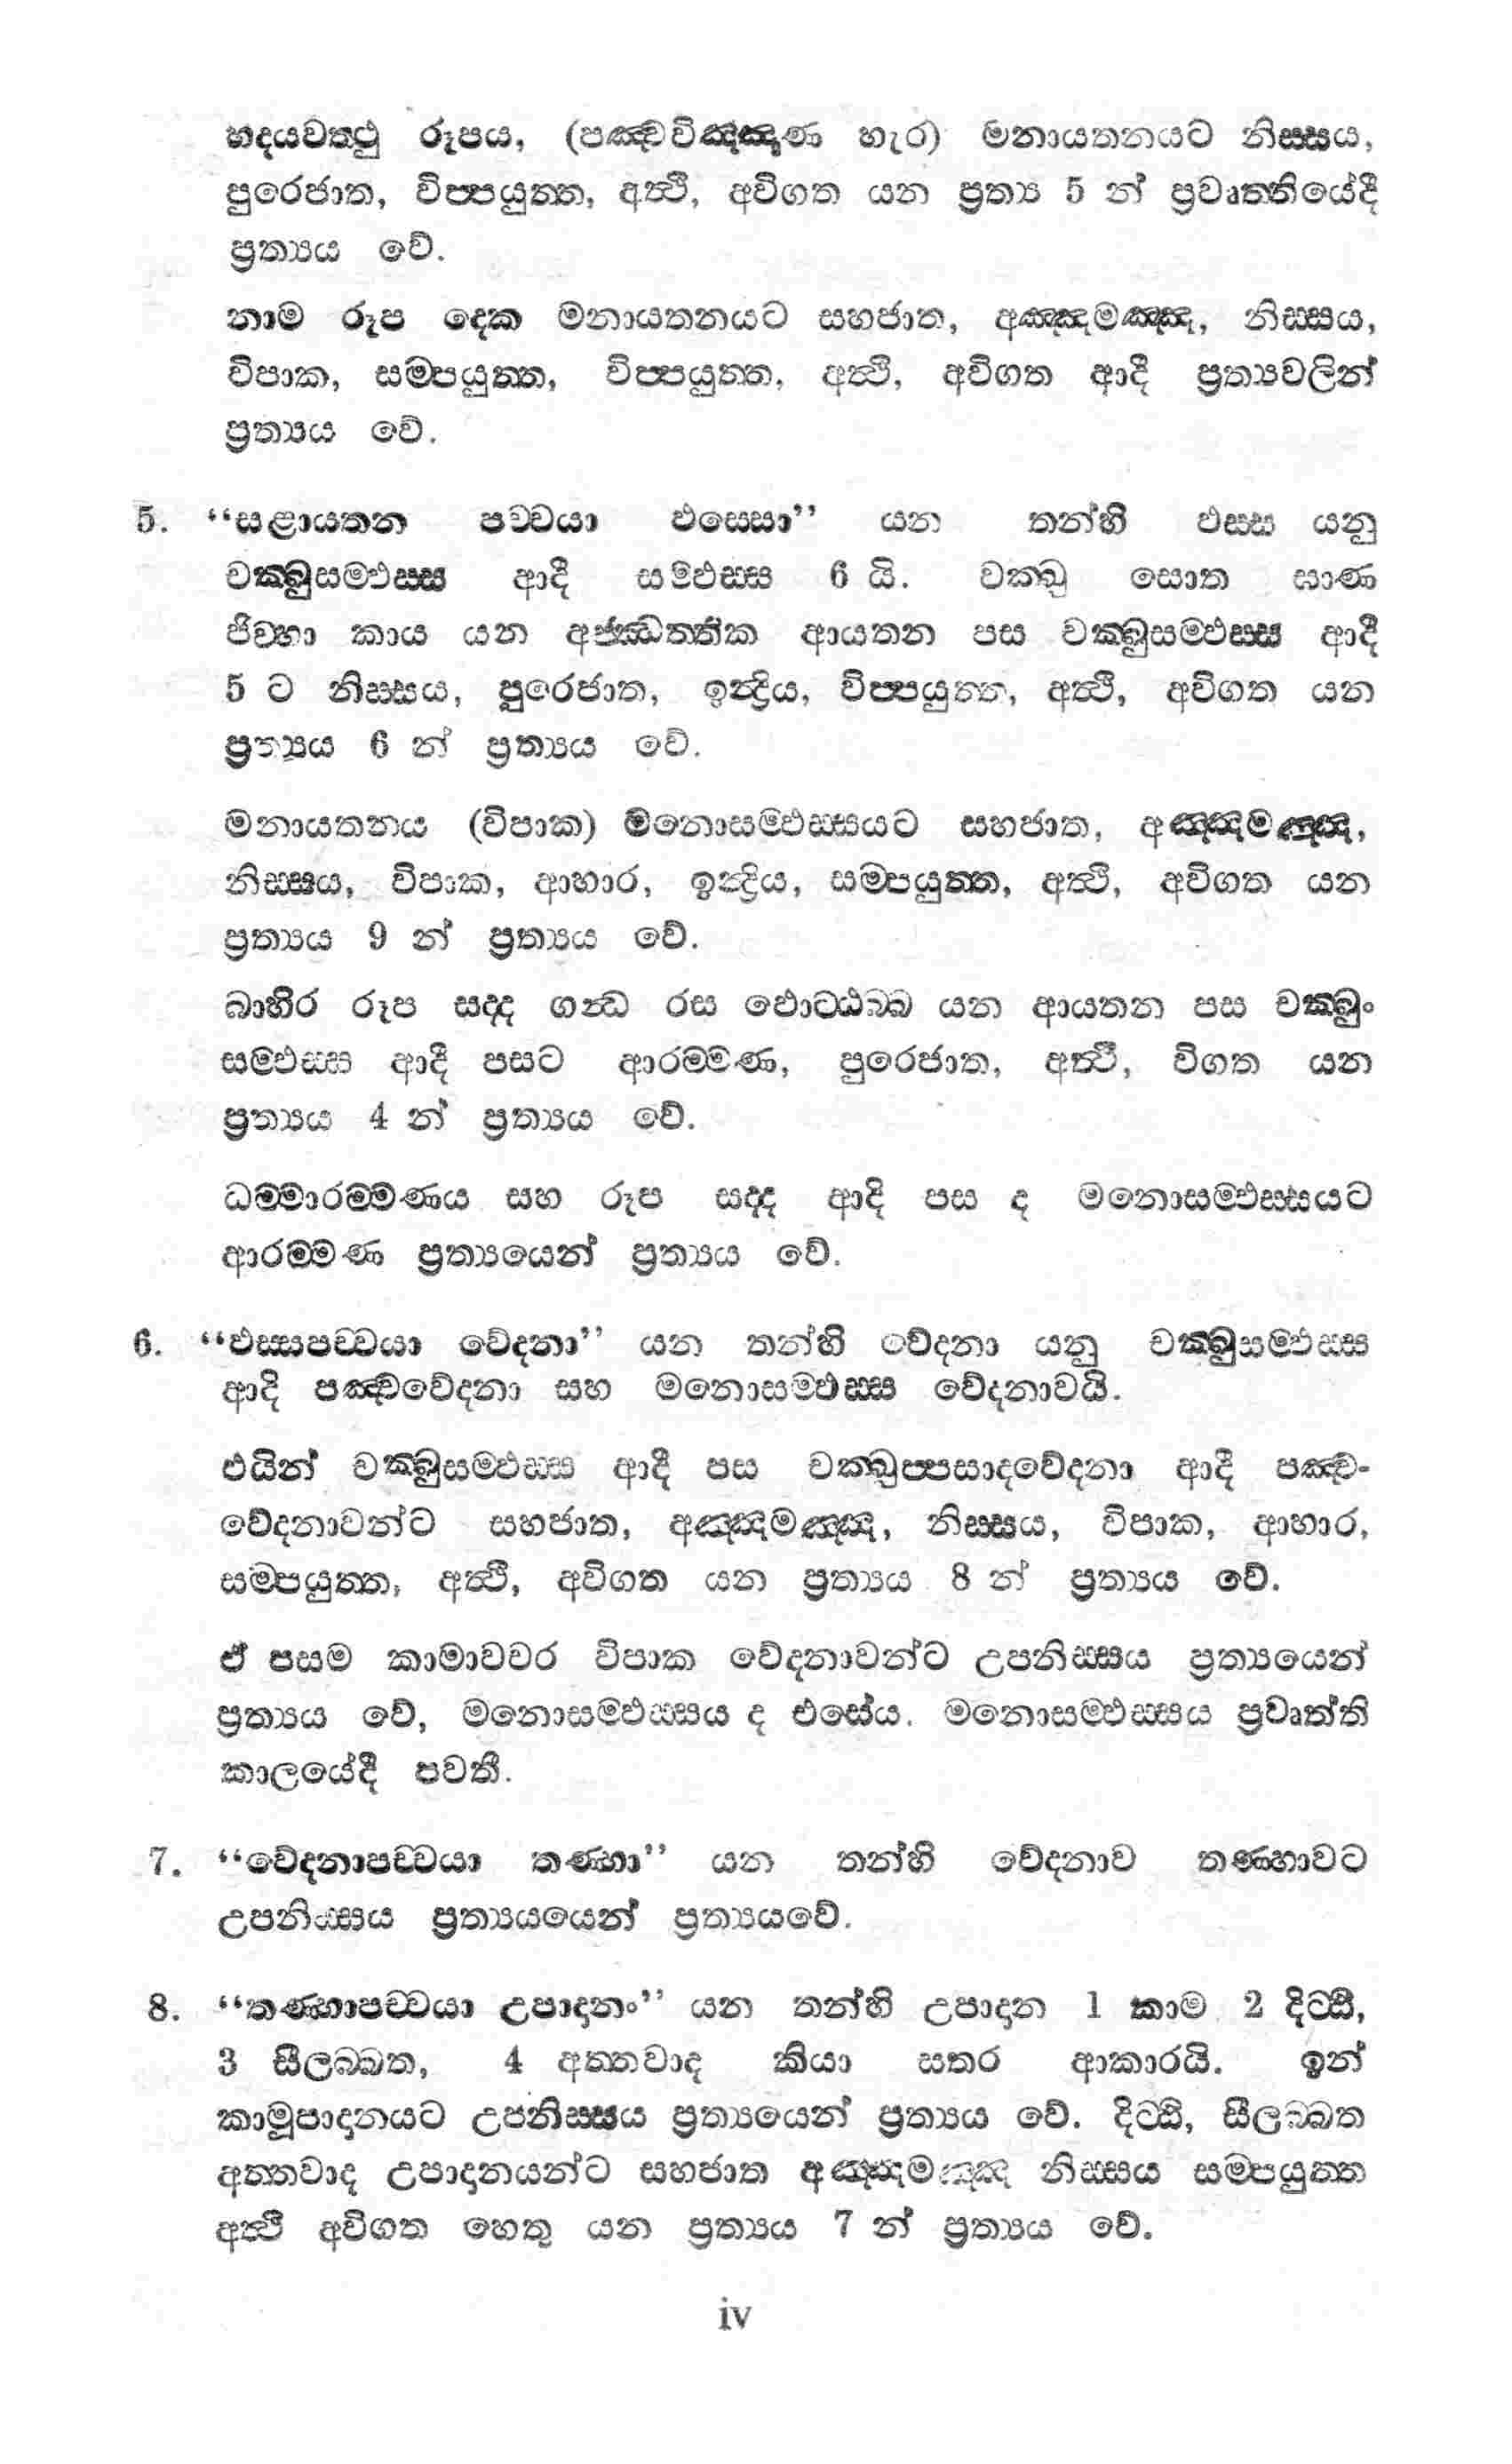 හදයවත්‍ථු රූපය, (පඤ්චවිඤ්ඤාණ හැර) මනායතනයට නිස්සය,
පුරෙජාත, විප්පයුත්ත, අත්‍ථි, අවිගත යන ප්‍රත්‍ය 5 න් ප්‍රවෘත්තියේදී
ප්‍රත්‍යය වේ.
නාම රූප දෙක මනායතනයට සහජාත, අඤ්ඤමඤ්ඤ, නිස්සය,
විපාක, සම්පයුත්ත, විප්පයුත්ත, අත්‍ථි, අවිගත ආදී ප්‍රත්‍යවලින්
ප්‍රත්‍යය වේ.
5. “සළායතන පච්චයා ඵස්සො” යන තන්හි ඵස්ස යනු
චක්ඛුසම්ඵස්ස ආදී සම්ඵස්ස 6 යි. චක්ඛු සොත ඝාණ
ජිව්හා කාය යන අජ්ඣත්තික ආයතන පස චක්ඛුසම්ඵස්ස ආදී
5 ට නිස්සය, පුරෙජාත, ඉන්‍ද්‍රිය, විප්පයුත්ත, අත්‍ථි, අවිගත යන
ප්‍රත්‍යය 6 න් ප්‍රත්‍යය වේ.
මනායතනය (විපාක) මනොසම්ඵස්සයට සහජාත, අඤ්ඤමඤ්ඤ,
නිස්සය, විපාක, ආහාර, ඉන්‍ද්‍රිය, සම්පයුත්ත, අත්‍ථි, අවිගත යන
ප්‍රත්‍යය 9 න් ප්‍රත්‍යය වේ.
බාහිර රූප සද්ද ගන්ධ රස ඵොට්ඨබ්බ යන ආයතන පස චක්ඛුං
සම්ඵස්ස ආදී පසට ආරම්මණ, පුරෙජාත, අත්‍ථි, විගත යන
ප්‍රත්‍යය 4 න් ප්‍රත්‍යය වේ.
ධම්මාරම්මණය සහ රූප සද්ද ආදි පස ද මනොසම්ඵස්සයට
ආරම්මණ ප්‍රත්‍යයෙන් ප්‍රත්‍යය වේ.
6. “ඵස්සපච්චයා වේදනා” යන තන්හි වේදනා යනු චක්ඛුසම්ඵස්ස
ආදි පඤ්චවේදනා සහ මනොසම්ඵස්ස වේදනාවයි.
එයින් චක්ඛුසම්ඵස්ස ආදී පස චක්ඛුප්පසාදවේදනා ආදී පඤ්ච-
වේදනාවන්ට සහජාත, අඤ්ඤමඤ්ඤ, නිස්සය, විපාක, ආහාර,
සම්පයුත්ත, අත්‍ථි, අවිගත යන ප්‍රත්‍යය 8 න් ප්‍රත්‍යය වේ.
ඒ පසම කාමාවචර විපාක වේදනාවන්ට උපනිස්සය ප්‍රත්‍යයෙන්
ප්‍රත්‍යය වේ, මනොසම්ඵස්සය ද එසේය. මනොසම්ඵස්සය ප්‍රවෘත්ති
කාලයේදී පවතී.
7. “වේදනාපච්චයා තණ්හා” යන තන්හි වේදනාව තණ්හාවට
උපනිස්සය ප්‍රත්‍යයයෙන් ප්‍රත්‍යයවේ.
8. “තණ්හාපච්චයා උපාදානං” යන තන්හි උපාදාන 1 කාම 2 දිට්ඨි,
3 සීලබ්බත, 4 අත්තවාද කියා සතර ආකාරයි. ඉන්
කාමූපාදානයට උපනිස්සය ප්‍රත්‍යයෙන් ප්‍රත්‍යය වේ. දිට්ඨි, සීලබ්බත
අත්තවාද උපාදානයන්ට සහජාත අඤ්ඤමඤ්ඤ නිස්සය සම්පයුත්ත
අත්‍ථි අවිගත හෙතු යන ප්‍රත්‍යය 7 න් ප්‍රත්‍යය වේ.
iv